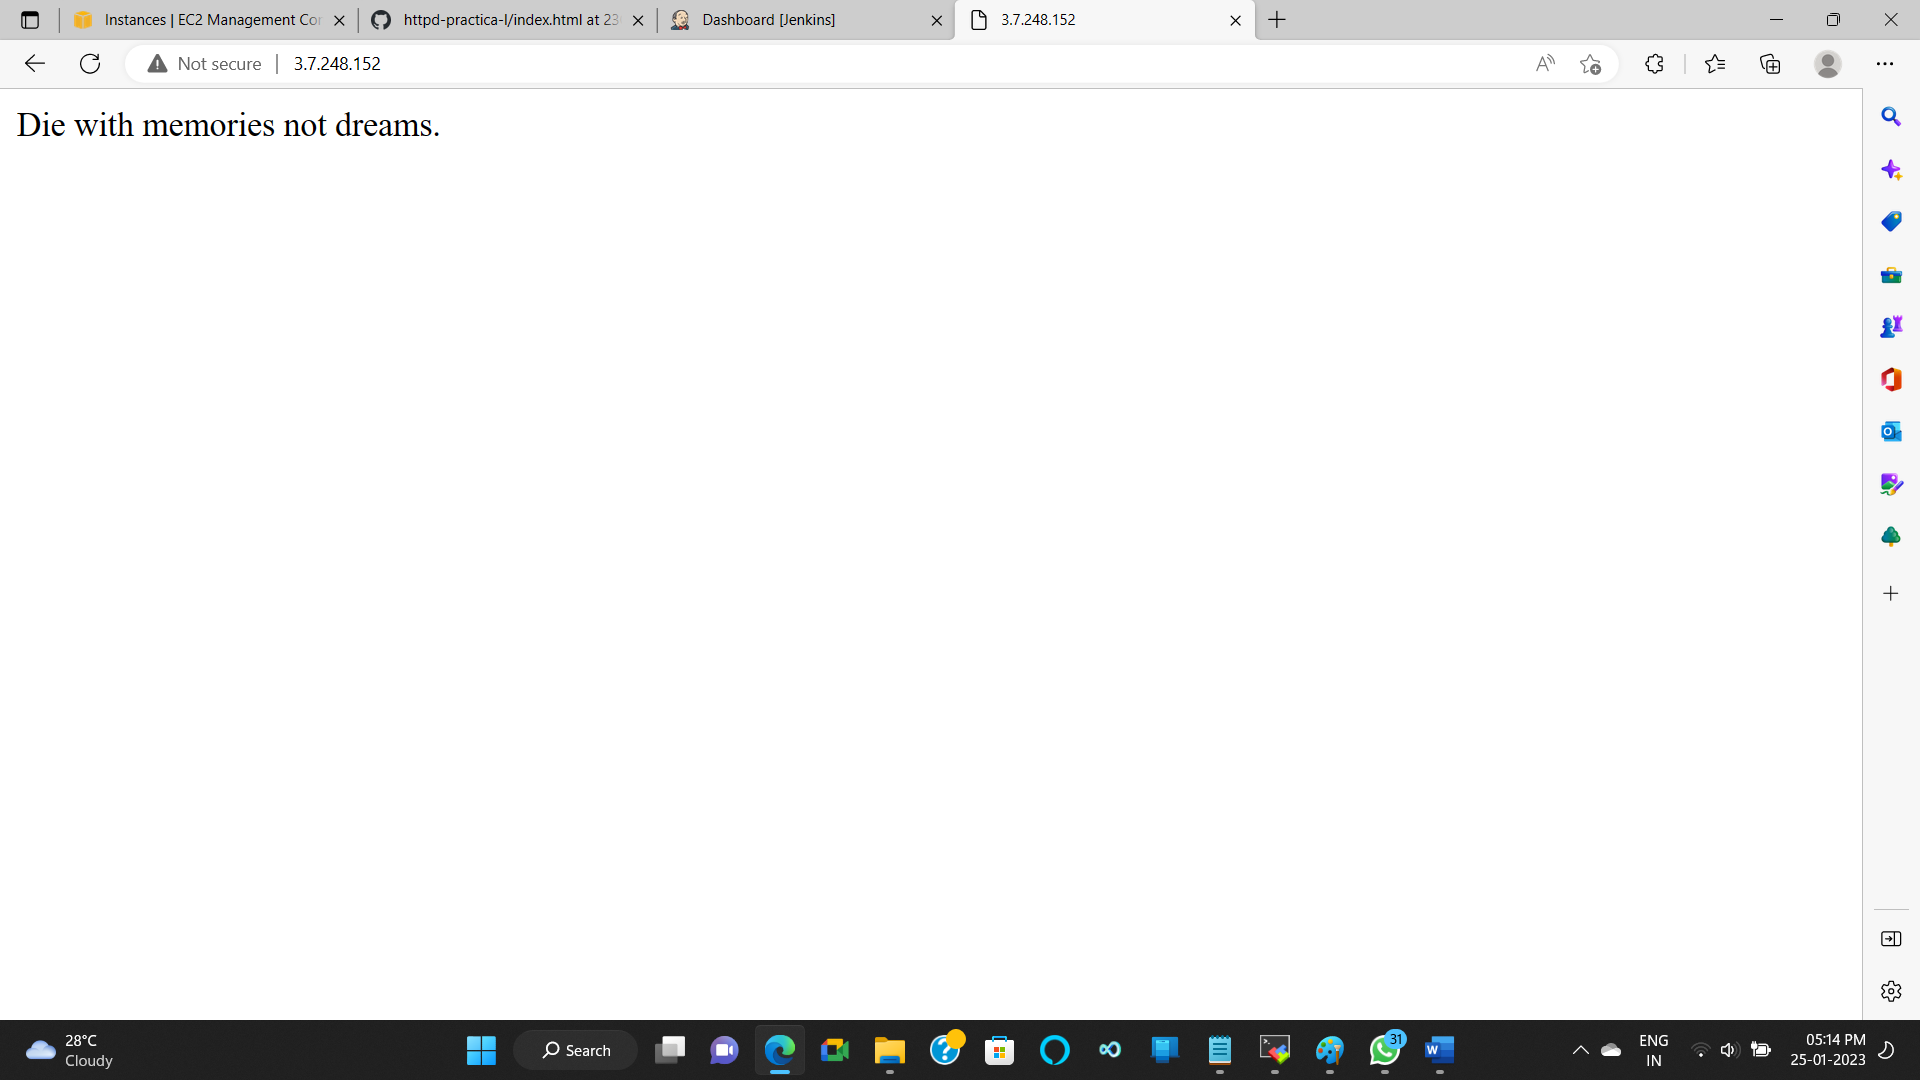 Instances | EC2 Management Cor
httpd-practica-l/index.html at 23
Dashboard [Jenkins]
3.7.248.152
Not secure
3.7.248.152
Die with memories not dreams.
28°C
Cloudy
Search
31
ENG
IN
05:14 PM
25-01-2023